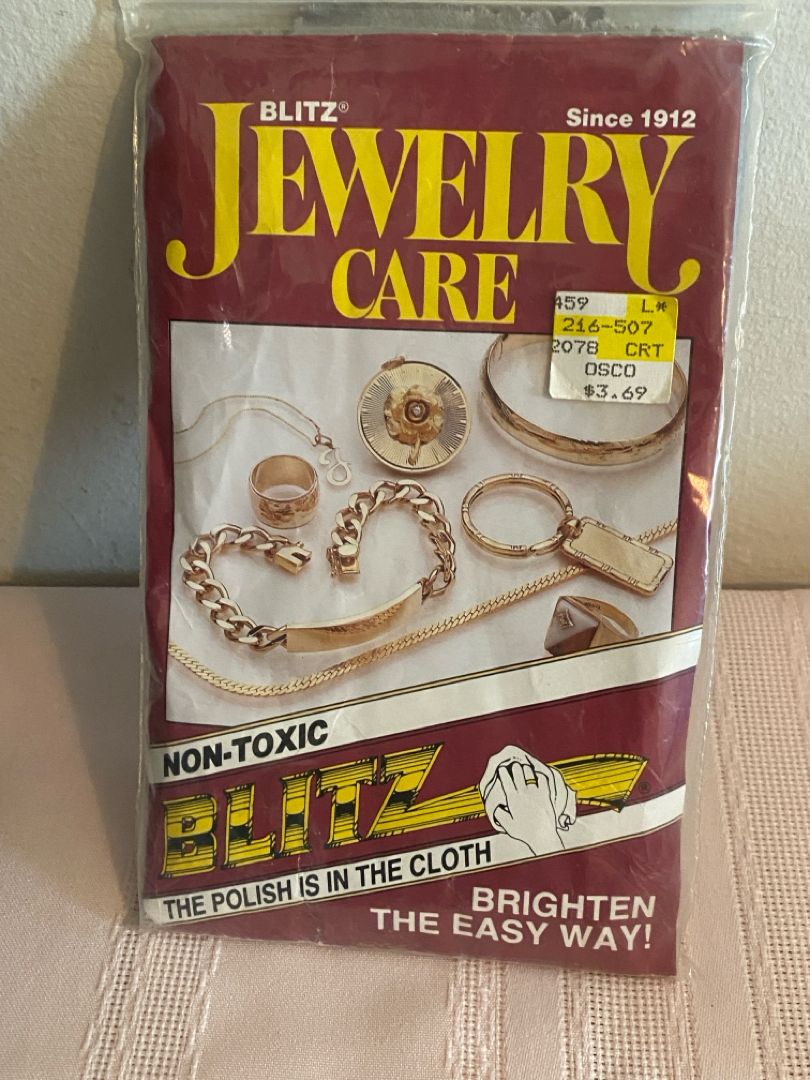 BLITZ®
Since 1912
JEWELRY
CARE
459 L*
216-507
2078 CRT
OSCO
$3.69
NON-TOXIC
BLITZ®
THE POLISH IS IN THE CLOTH
BRIGHTEN
THE EASY WAY!